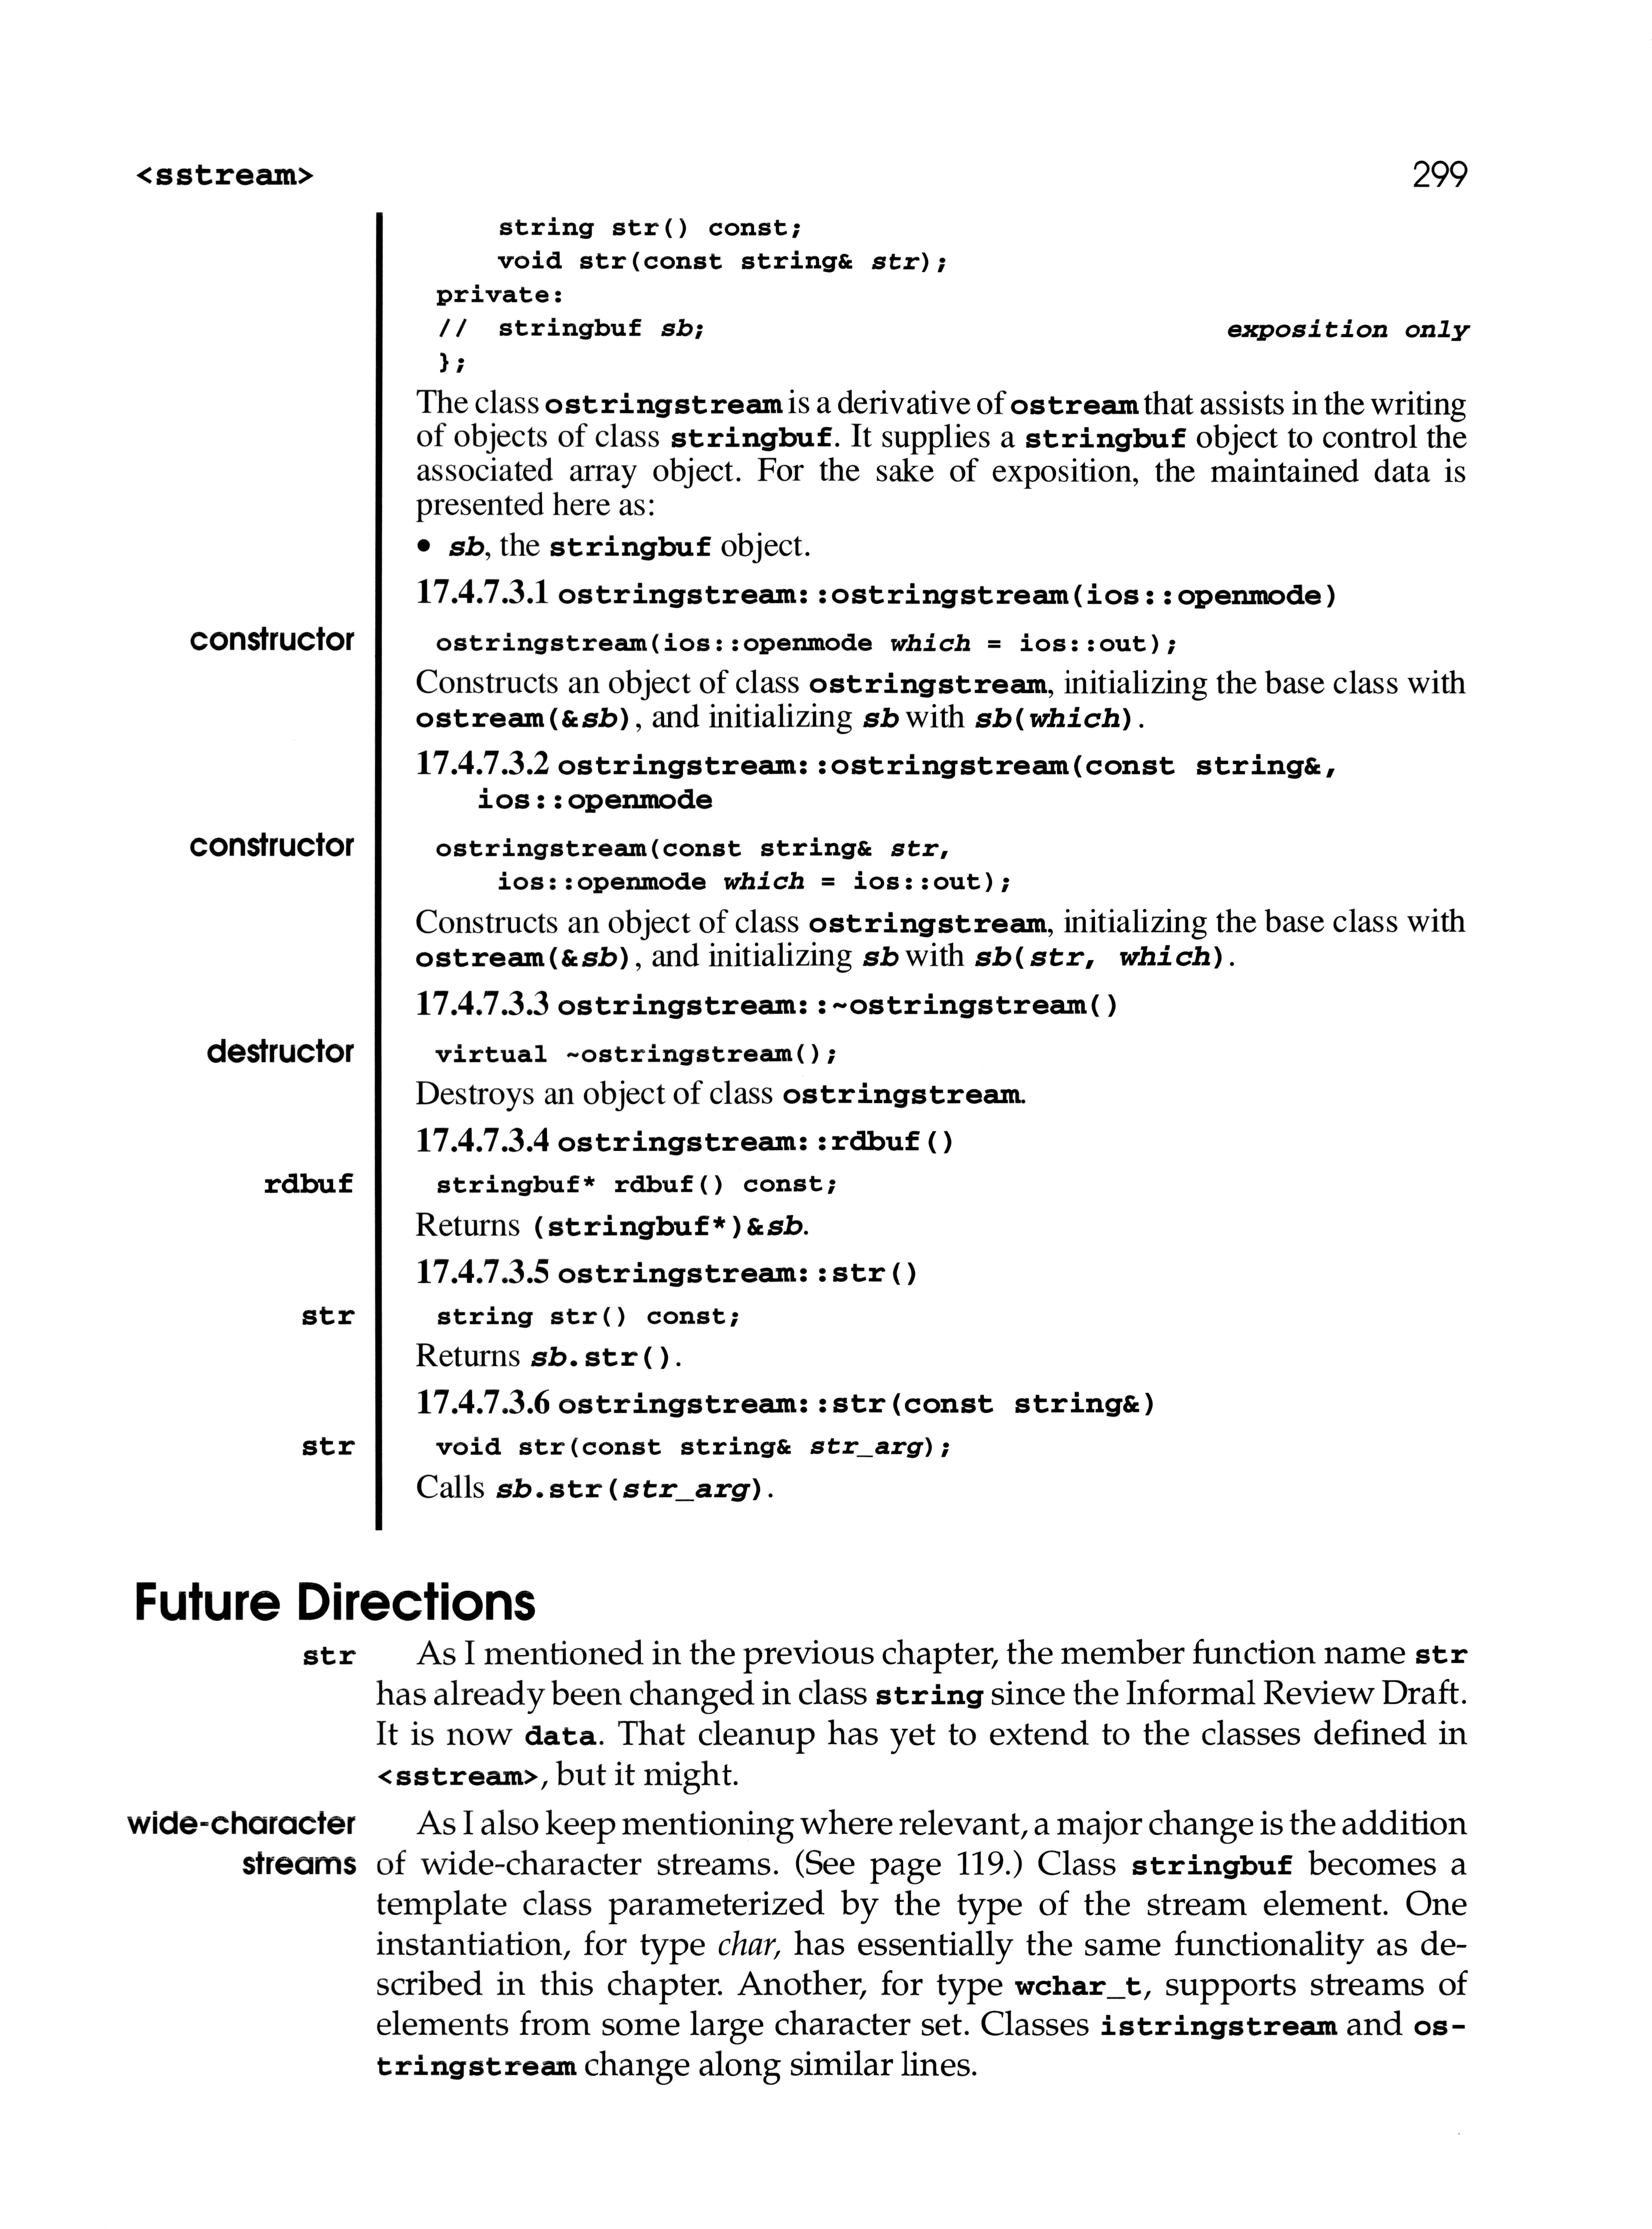 <sstream> 299
string str() const;
void str(const string& str);
private:
// stringbuf sb; exposition only
};
The class ostringstream is a derivative of ostream that assists in the writing
of objects of class stringbuf. It supplies a stringbuf object to control the
associated array object. For the sake of exposition, the maintained data is
presented here as:
• sb, the stringbuf object.
17.4.7.3.1 ostringstream::ostringstream(ios::openmode)
constructor ostringstream(ios::openmode which = ios::out);
Constructs an object of class ostringstream, initializing the base class with
ostream(&sb), and initializing sb with sb(which).
17.4.7.3.2 ostringstream::ostringstream(const string&,
ios::openmode
constructor ostringstream(const string& str,
ios::openmode which = ios::out);
Constructs an object of class ostringstream, initializing the base class with
ostream(&sb), and initializing sb with sb(str, which).
17.4.7.3.3 ostringstream::~ostringstream()
destructor virtual ~ostringstream();
Destroys an object of class ostringstream.
17.4.7.3.4 ostringstream::rdbuf()
rdbuf stringbuf* rdbuf() const;
Returns (stringbuf*)&sb.
17.4.7.3.5 ostringstream::str()
str string str() const;
Returns sb.str().
17.4.7.3.6 ostringstream::str(const string&)
str void str(const string& str_arg);
Calls sb.str(str_arg).
Future Directions
str As I mentioned in the previous chapter, the member function name str
has already been changed in class string since the Informal Review Draft.
It is now data. That cleanup has yet to extend to the classes defined in
<sstream>, but it might.
wide-character As I also keep mentioning where relevant, a major change is the addition
streams of wide-character streams. (See page 119.) Class stringbuf becomes a
template class parameterized by the type of the stream element. One
instantiation, for type char, has essentially the same functionality as de-
scribed in this chapter. Another, for type wchar_t, supports streams of
elements from some large character set. Classes istringstream and os-
tringstream change along similar lines.